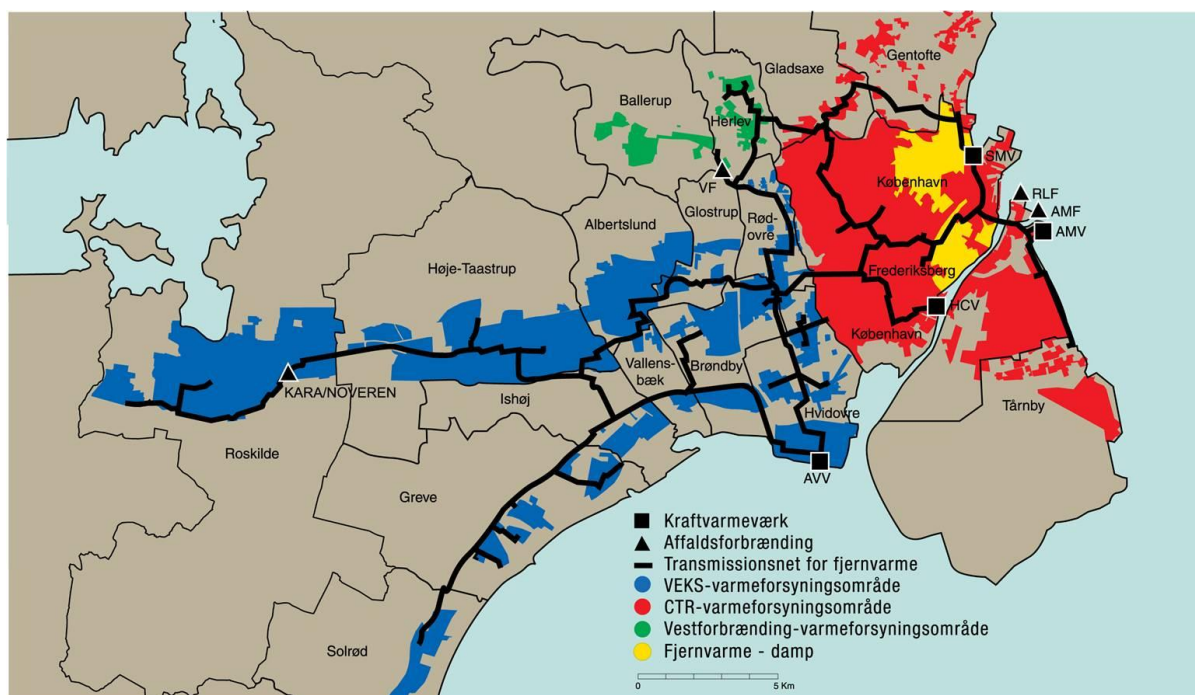 Gentofte
Gladsaxe
Ballerup
Herlev
SMV
København
VF
RLF
AMF
AMV
Glostrup
Rød-
ovre
Albertslund
Høje-Taastrup
Frederiksberg
HCV
København
Vallens-
bæk
Brøndby
KARA/NOVEREN
Ishøj
Hvidovre
Tårnby
Roskilde
AVV
Greve
Solrød
Kraftvarmeværk
Affaldsforbrænding
Transmissionsnet for fjernvarme
VEKS-varmeforsyningsområde
CTR-varmeforsyningsområde
Vestforbrænding-varmeforsyningsområde
Fjernvarme - damp
0 5 Km